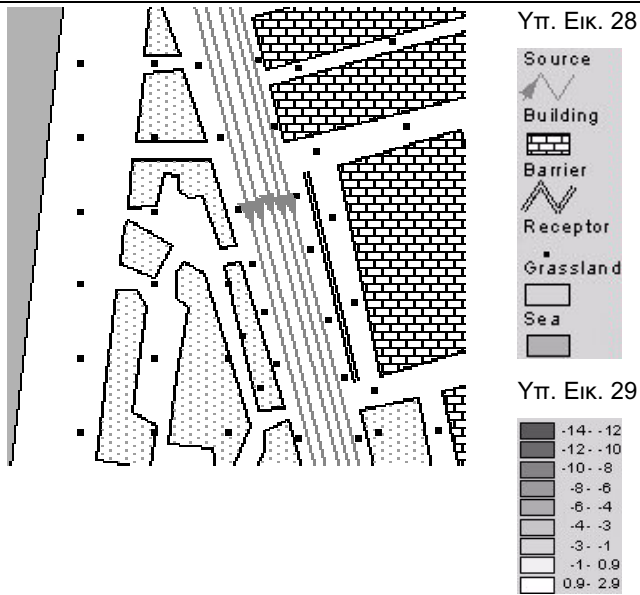 Υπ. Εικ. 28
Source
Building
Barrier
Receptor
Grassland
Sea
Υπ. Εικ. 29
-14- -12
-12- -10
-10- -8
-8- -6
-6- -4
-4- -3
-3- -1
-1- 0.9
0.9- 2.9